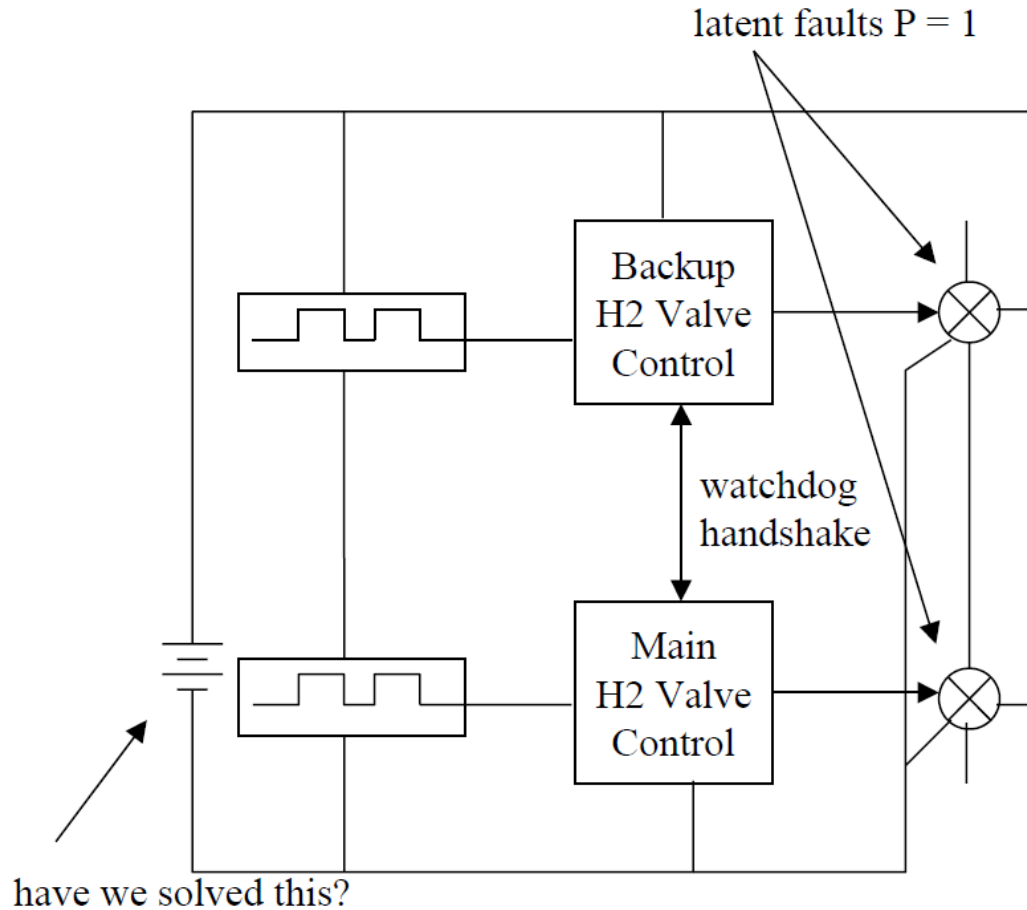 latent faults P = 1
Backup
H2 Valve
Control
watchdog
handshake
Main
H2 Valve
Control
have we solved this?